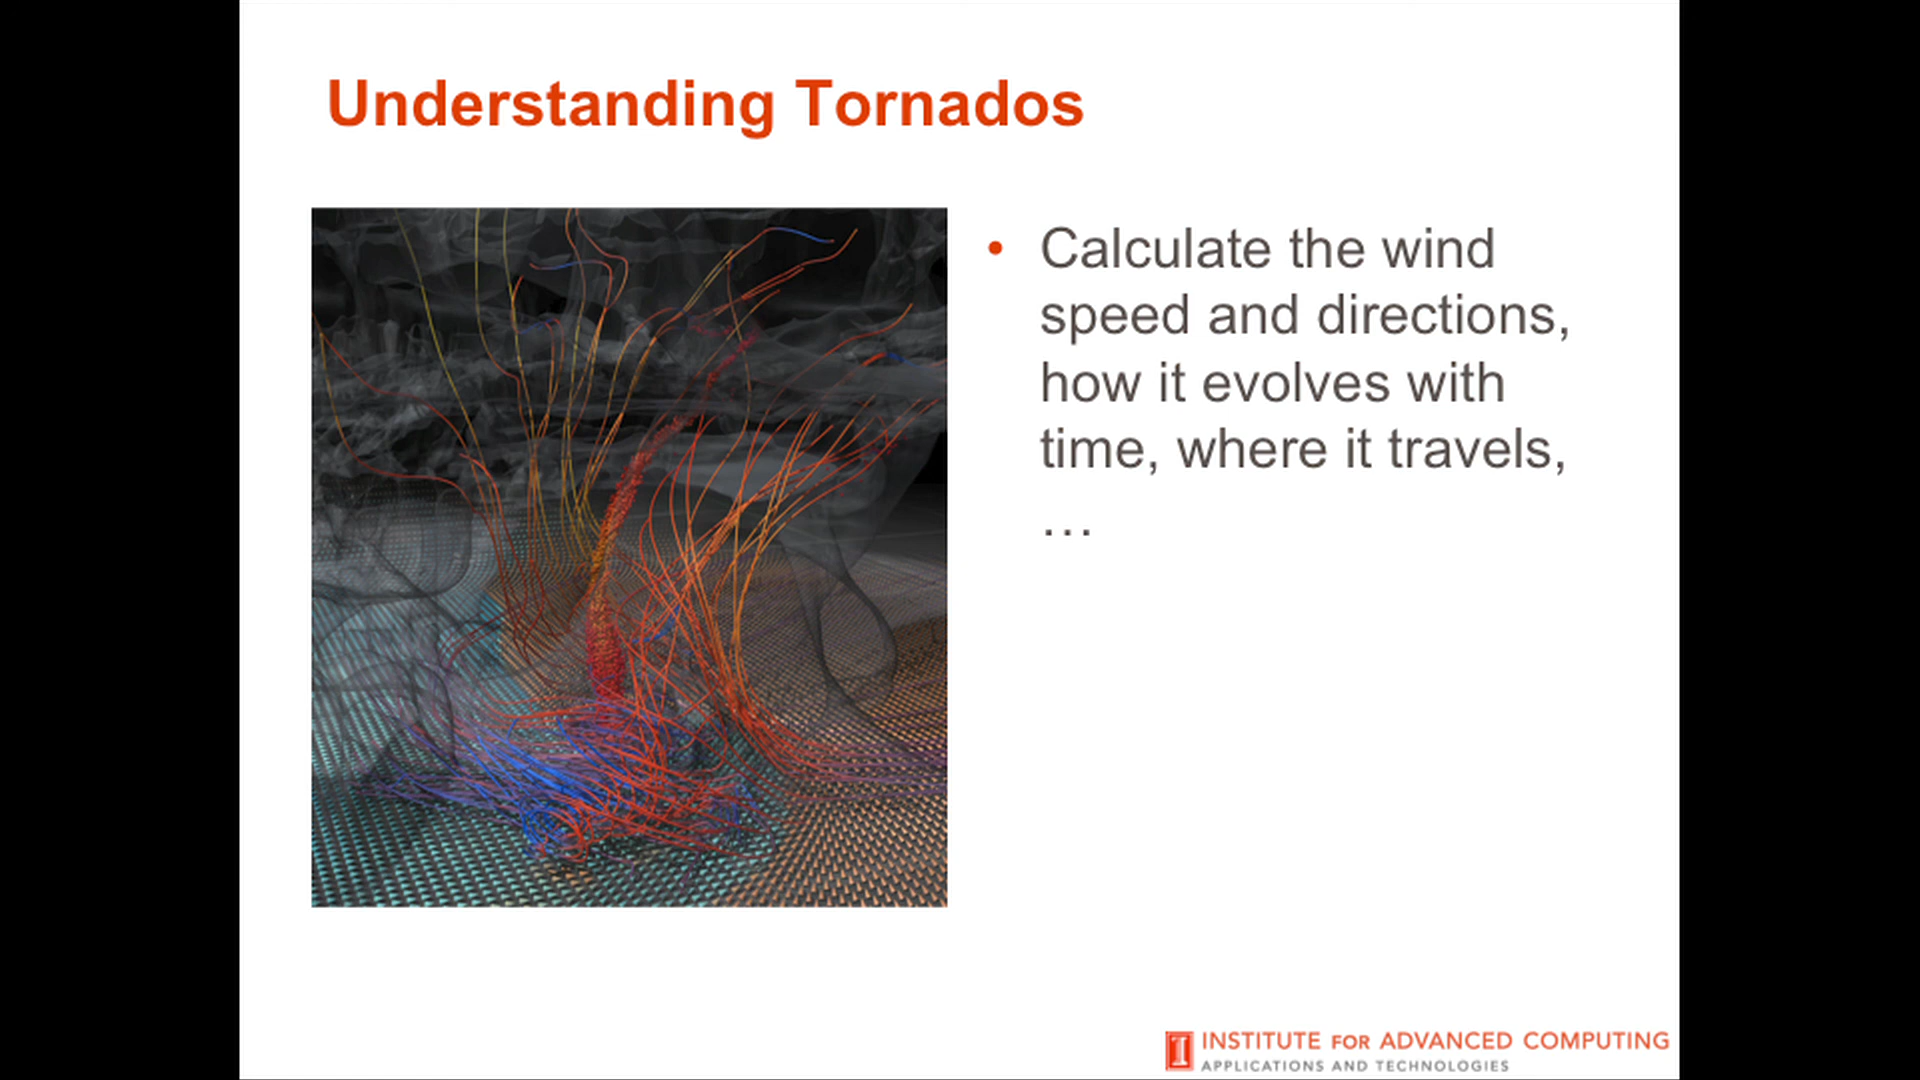 Understanding Tornados
• Calculate the wind
speed and directions,
how it evolves with
time, where it travels,
…
I INSTITUTE FOR ADVANCED COMPUTING
APPLICATIONS AND TECHNOLOGIES